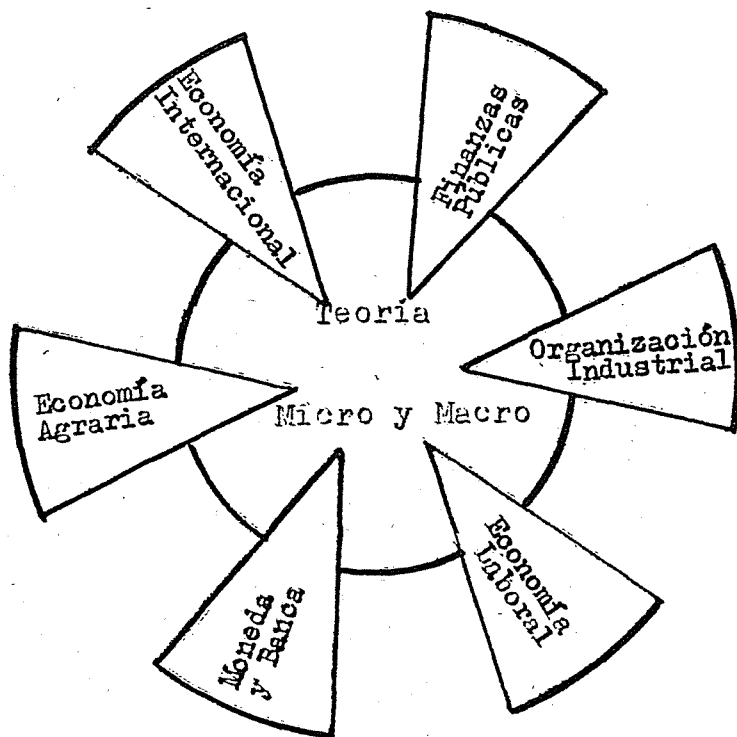 Economía
Internacional
Finanzas
Públicas
Teoría
Organización
Industrial
Economía
Agraria
Micro y Macro
Economía
Laboral
Moneda
y Banca